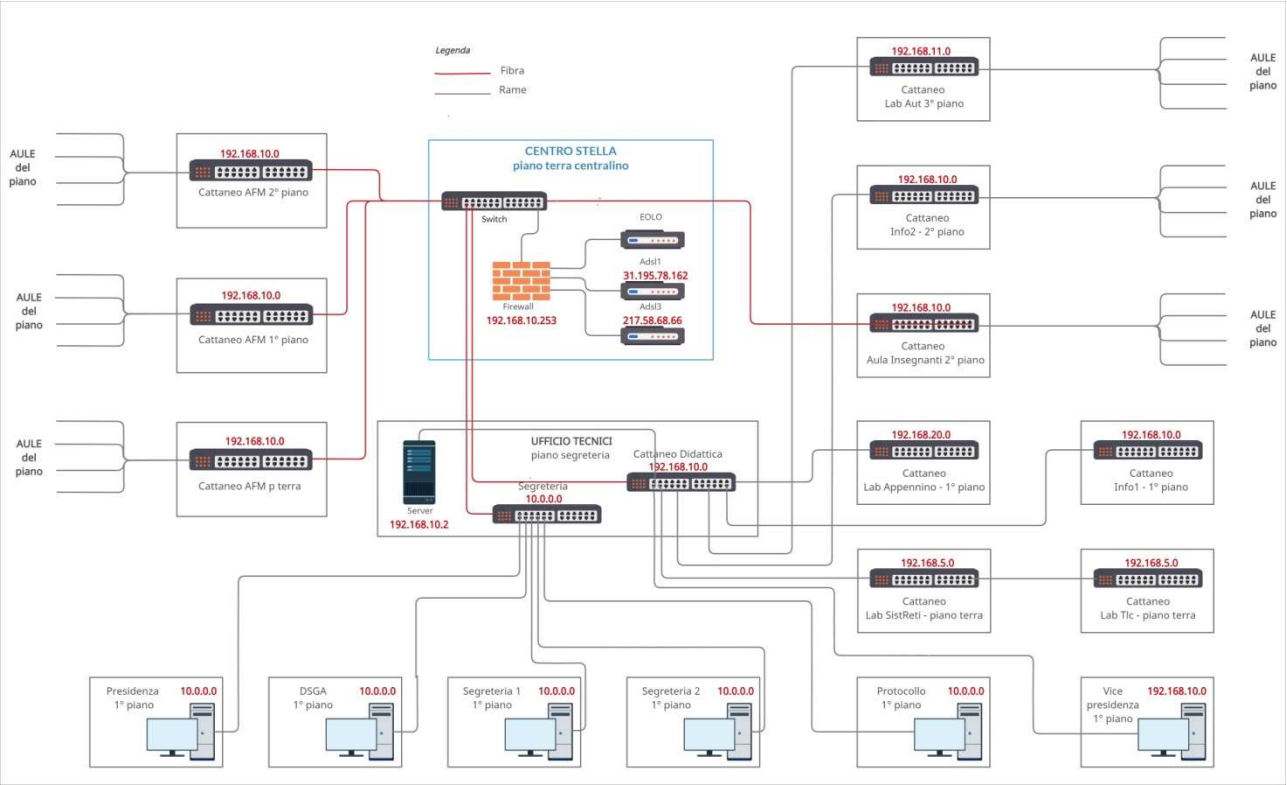 Legenda
Fibra
Rame
CENTRO STELLA
piano terra centralino
Switch
EOLO
Adsl1
31.195.78.162
Firewall
192.168.10.253
Adsl3
217.58.68.66
AULE
del
piano
192.168.10.0
Cattaneo AFM 2° piano
AULE
del
piano
192.168.10.0
Cattaneo AFM 1° piano
AULE
del
piano
192.168.10.0
Cattaneo AFM p terra
192.168.11.0
Cattaneo
Lab Aut 3° piano
AULE
del
piano
192.168.10.0
Cattaneo
Info2 - 2° piano
AULE
del
piano
192.168.10.0
Cattaneo
Aula Insegnanti 2° piano
AULE
del
piano
UFFICIO TECNICI
piano segreteria
Cattaneo Didattica
192.168.10.0
Segreteria
10.0.0.0
Server
192.168.10.2
192.168.20.0
Cattaneo
Lab Appennino - 1° piano
192.168.10.0
Cattaneo
Info1 - 1° piano
192.168.5.0
Cattaneo
Lab SistReti - piano terra
192.168.5.0
Cattaneo
Lab Tlc - piano terra
Presidenza 10.0.0.0
1° piano
DSGA 10.0.0.0
1° piano
Segreteria 1 10.0.0.0
1° piano
Segreteria 2 10.0.0.0
1° piano
Protocollo 10.0.0.0
1° piano
Vice 192.168.10.0
presidenza
1° piano